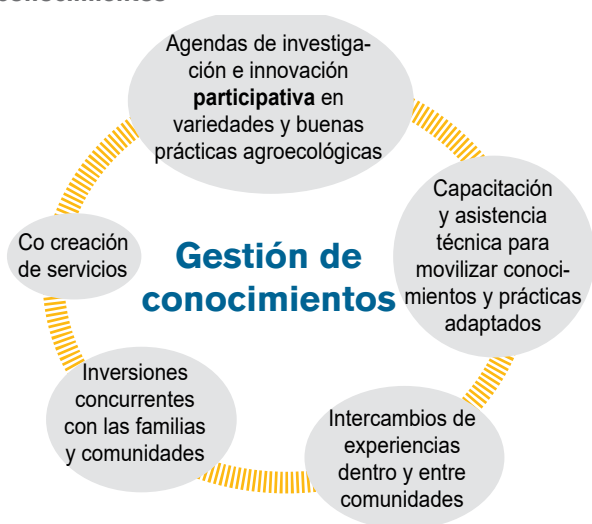 conocimientos
Agendas de investiga-
ción e innovación
participativa en
variedades y buenas
prácticas agroecológicas
Capacitación
y asistencia
técnica para
movilizar conoci-
mientos y prácticas
adaptados
Intercambios de
experiencias
dentro y entre
comunidades
Inversiones
concurrentes
con las familias
y comunidades
Co creación
de servicios
Gestión de
conocimientos